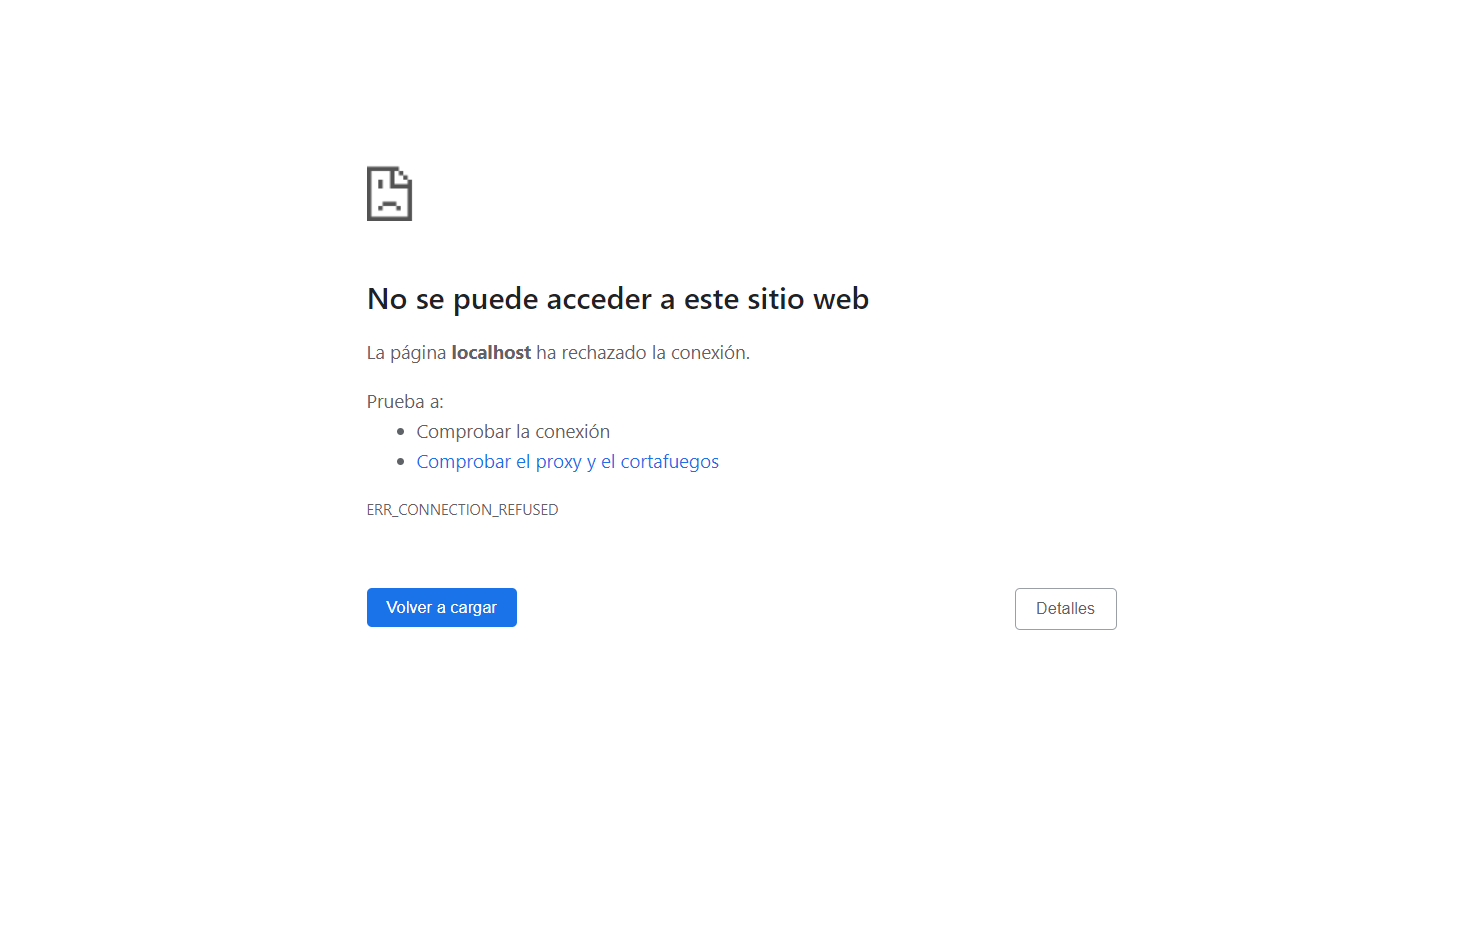 No se puede acceder a este sitio web
La página localhost ha rechazado la conexión.
Prueba a:
Comprobar la conexión
Comprobar el proxy y el cortafuegos
ERR_CONNECTION_REFUSED
Volver a cargar
Detalles